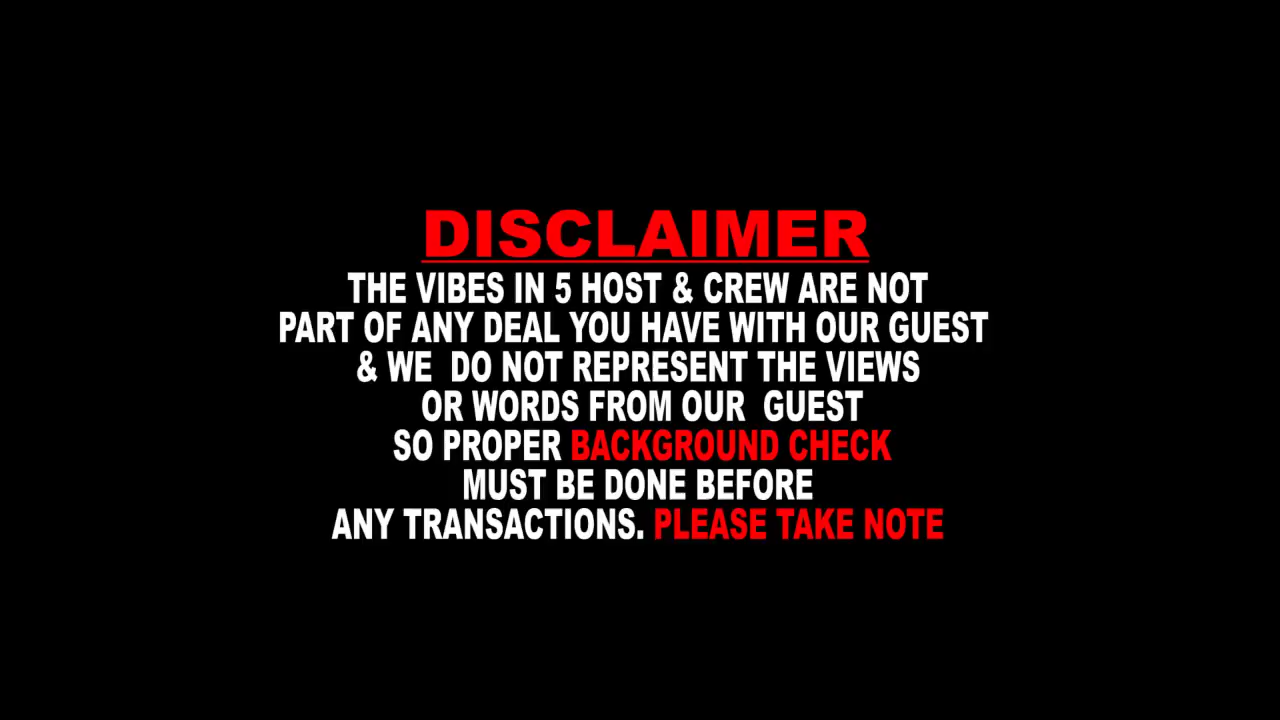 DISCLAIMER
THE VIBES IN 5 HOST & CREW ARE NOT
PART OF ANY DEAL YOU HAVE WITH OUR GUEST
& WE DO NOT REPRESENT THE VIEWS
OR WORDS FROM OUR GUEST
SO PROPER BACKGROUND CHECK
MUST BE DONE BEFORE
ANY TRANSACTIONS. PLEASE TAKE NOTE